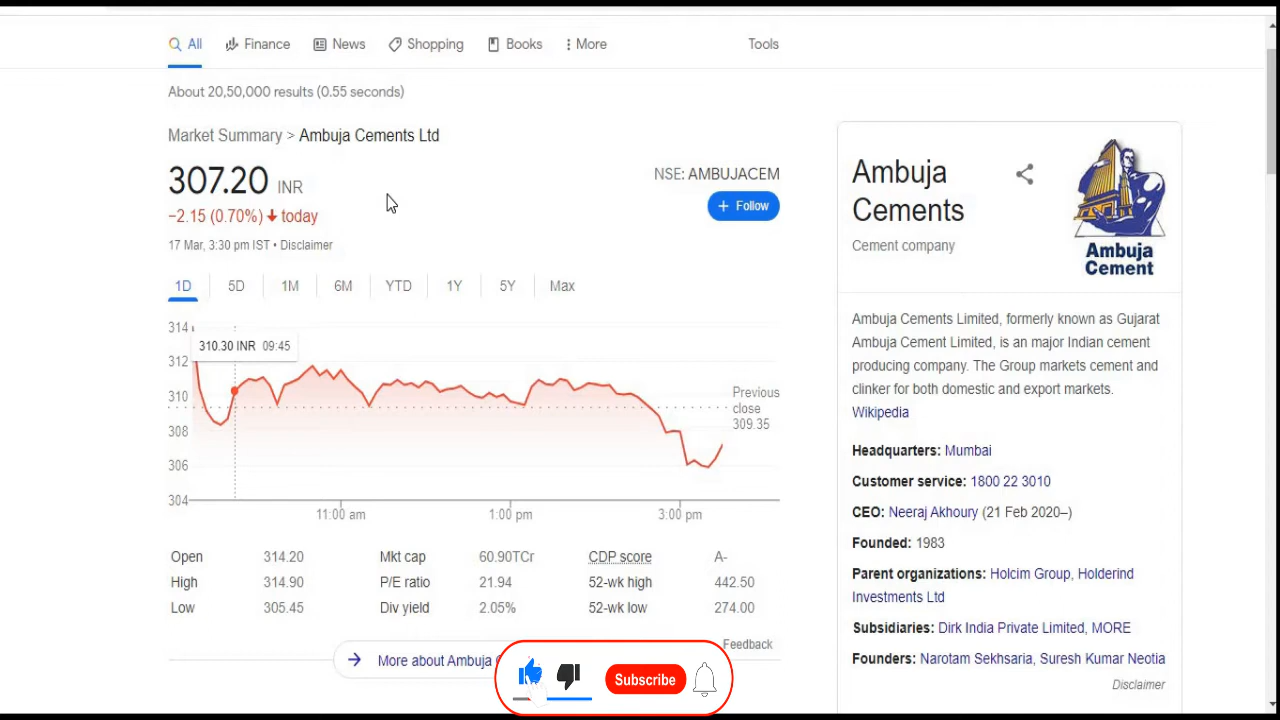 All
Finance
News
Shopping
Books
More
Tools
About 20,50,000 results (0.55 seconds)
Market Summary > Ambuja Cements Ltd
307.20 INR
NSE: AMBUJACEM
−2.15 (0.70%) today
+ Follow
17 Mar, 3:30 pm IST • Disclaimer
1D 5D 1M 6M YTD 1Y 5Y Max
314
312
310
308
306
304
310.30 INR 09:45
Previous
close
309.35
11:00 am 1:00 pm 3:00 pm
Open 314.20 Mkt cap 60.90TCr CDP score A-
High 314.90 P/E ratio 21.94 52-wk high 442.50
Low 305.45 Div yield 2.05% 52-wk low 274.00
Feedback
More about Ambuja
Subscribe
Ambuja
Cements
Cement company
Ambuja
Cement
Ambuja Cements Limited, formerly known as Gujarat
Ambuja Cement Limited, is an major Indian cement
producing company. The Group markets cement and
clinker for both domestic and export markets.
Wikipedia
Headquarters: Mumbai
Customer service: 1800 22 3010
CEO: Neeraj Akhoury (21 Feb 2020–)
Founded: 1983
Parent organizations: Holcim Group, Holderind
Investments Ltd
Subsidiaries: Dirk India Private Limited, MORE
Founders: Narotam Sekhsaria, Suresh Kumar Neotia
Disclaimer